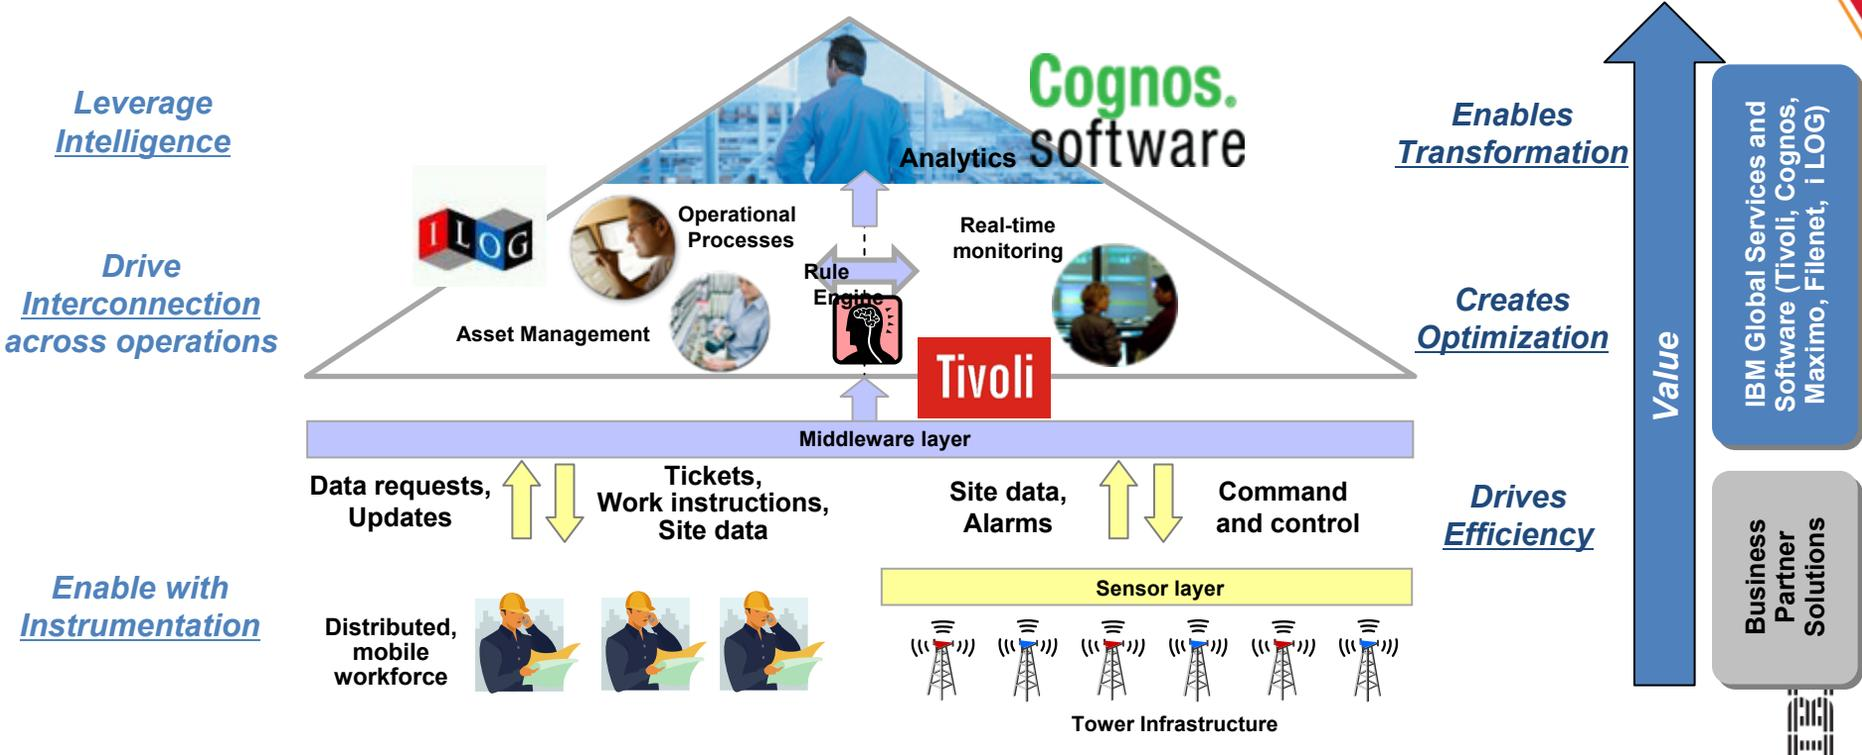 Leverage
Intelligence
Cognos.
software
Analytics
Enables
Transformation
ILOG
Operational
Processes
Real-time
monitoring
Drive
Interconnection
across operations
Rule
Engine
Asset Management
Creates
Optimization
Tivoli
Middleware layer
Data requests,
Updates
Tickets,
Work instructions,
Site data
Site data,
Alarms
Command
and control
Drives
Efficiency
Enable with
Instrumentation
Distributed,
mobile
workforce
Sensor layer
Tower Infrastructure
Value
IBM Global Services and
Software (Tivoli, Cognos,
Maximo, Filenet, i LOG)
Business
Partner
Solutions